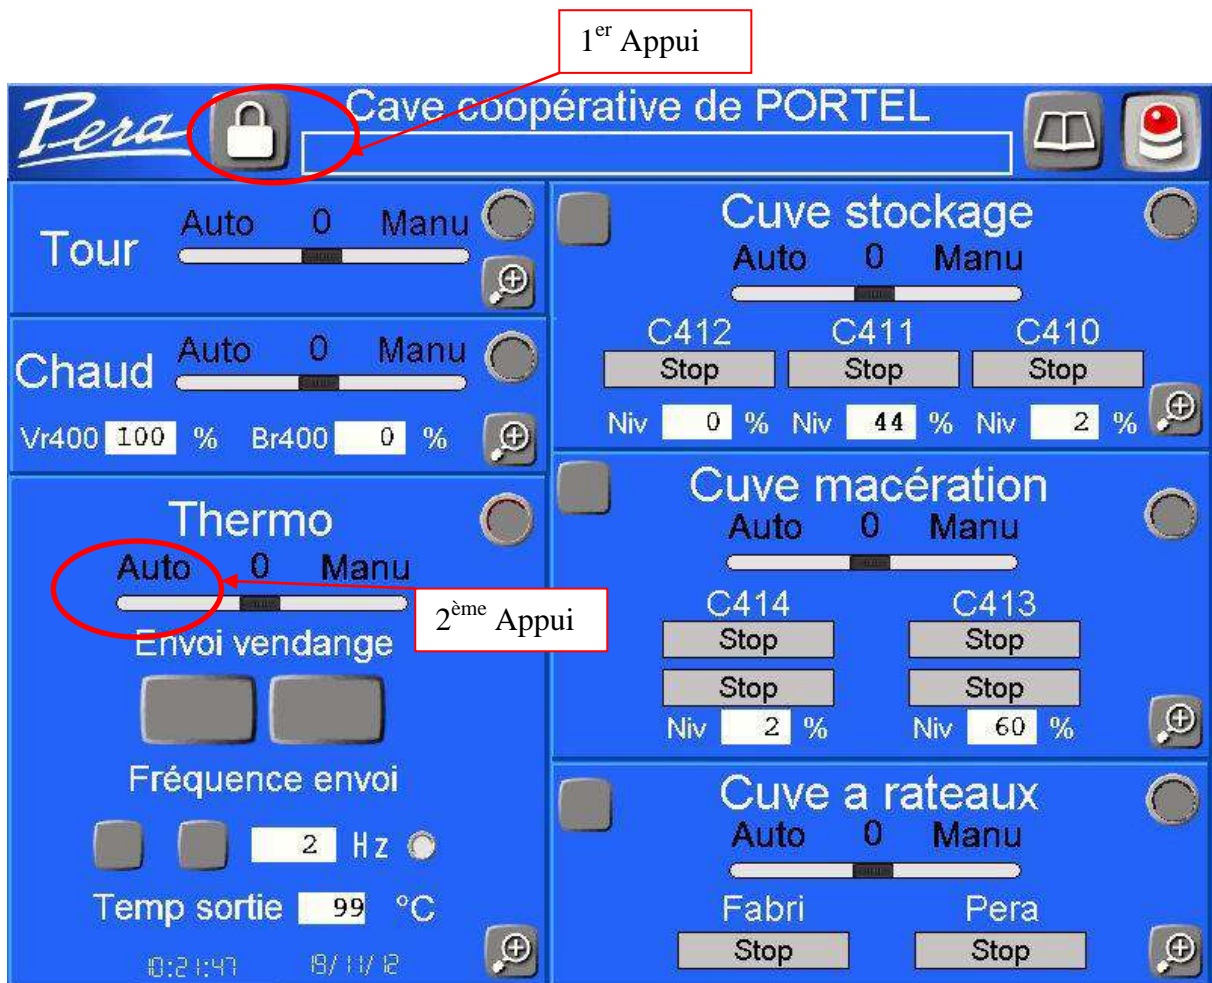 1er Appui
Pera
Cave coopérative de PORTEL
Tour
Auto 0 Manu
Chaud
Auto 0 Manu
Vr400 100 % Br400 0 %
Thermo
Auto 0 Manu
2ème Appui
Envoi vendange
Fréquence envoi
2 Hz
Temp sortie 99 °C
10:21:47 19/11/12
Cuve stockage
Auto 0 Manu
C412 C411 C410
Stop Stop Stop
Niv 0 % Niv 44 % Niv 2 %
Cuve macération
Auto 0 Manu
C414 C413
Stop Stop
Stop Stop
Niv 2 % Niv 60 %
Cuve a rateaux
Auto 0 Manu
Fabri Pera
Stop Stop